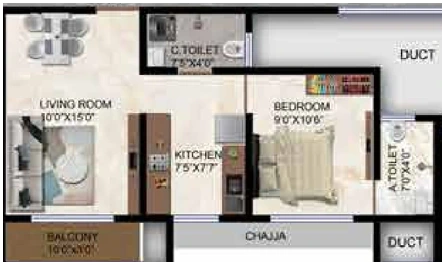 C.TOILET
7'5"X4'0"
DUCT
LIVING ROOM
10'0"X15'0"
BEDROOM
9'0"X10'6"
KITCHEN
7'5"X7'7"
A.TOILET
7'0"X4'0"
BALCONY
10'0"X3'0"
CHAJJA
DUCT